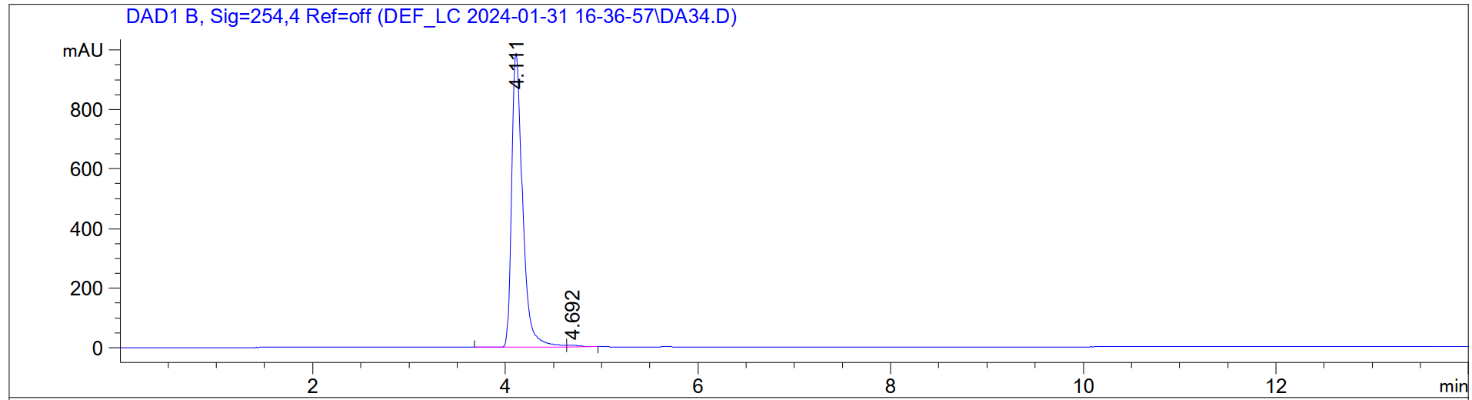 DAD1 B, Sig=254,4 Ref=off (DEF_LC 2024-01-31 16-36-57\DA34.D)
mAU
800
600
400
200
0
4.111
4.692
2 4 6 8 10 12 min